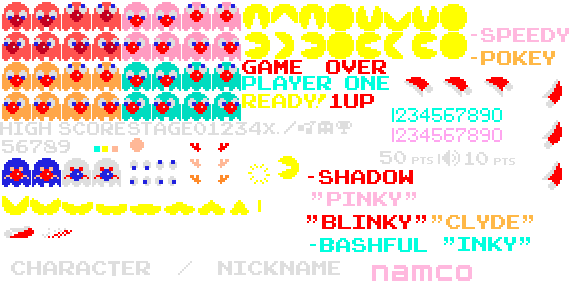 -SPEEDY
-POKEY
GAME OVER
PLAYER ONE
READY! 1UP
1234567890
1234567890
HIGH SCORESTAGE01234X./-
56789
50 PTS 10 PTS
-SHADOW
"PINKY"
"BLINKY" "CLYDE"
-BASHFUL "INKY"
CHARACTER / NICKNAME
namco